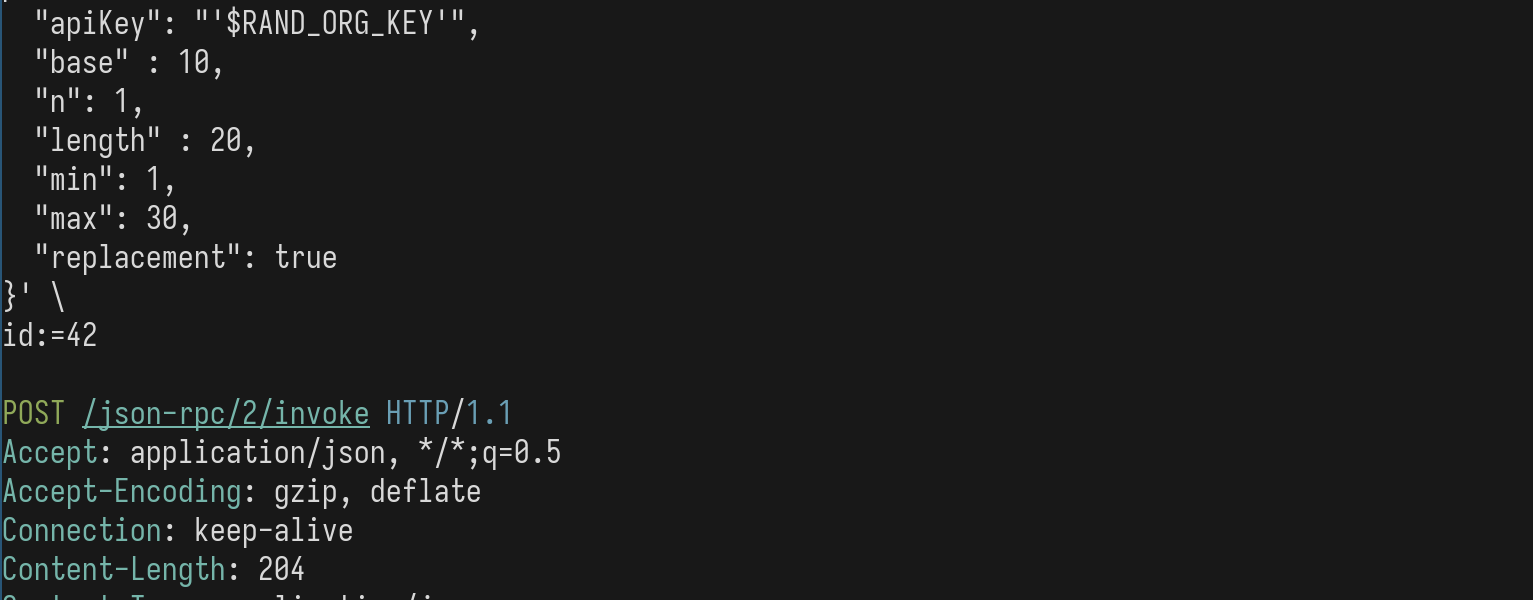 "apiKey": "'$RAND_ORG_KEY'",
"base" : 10,
"n": 1,
"length" : 20,
"min": 1,
"max": 30,
"replacement": true
}' \
id:=42
POST /json-rpc/2/invoke HTTP/1.1
Accept: application/json, */*;q=0.5
Accept-Encoding: gzip, deflate
Connection: keep-alive
Content-Length: 204